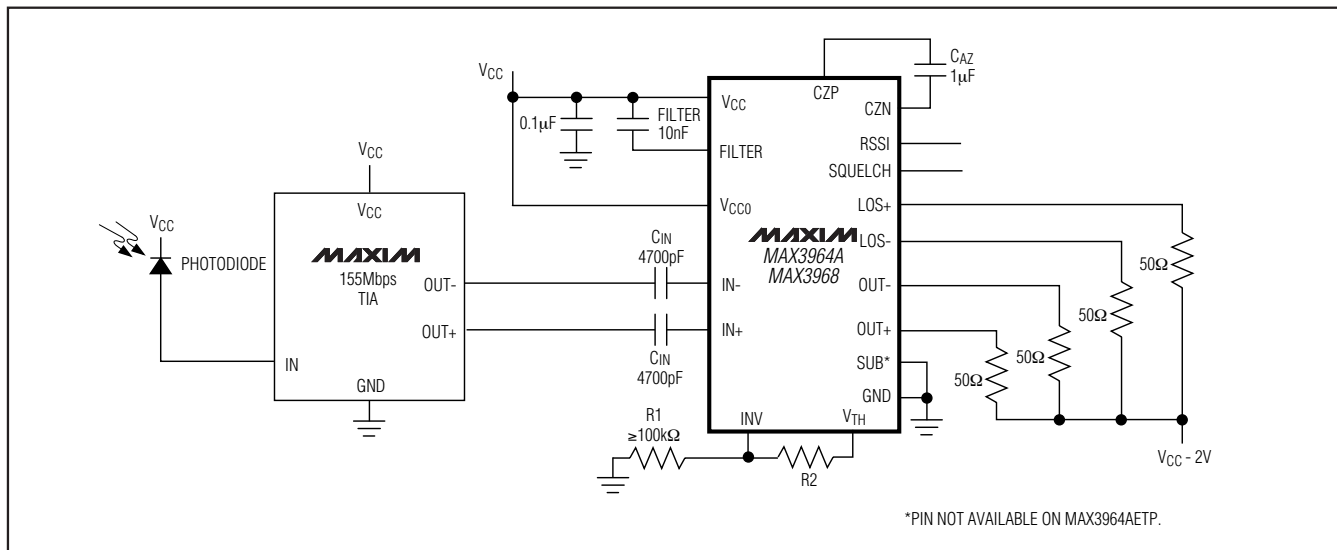 VCC
0.1µF
FILTER
10nF
VCC
FILTER
VCC0
CZP
CAZ
1µF
CZN
RSSI
SQUELCH
LOS+
LOS-
OUT-
OUT+
SUB*
GND
VTH
INV
IN-
IN+
MAXIM
MAX3964A
MAX3968
VCC
VCC
MAXIM
155Mbps
TIA
OUT-
OUT+
IN
GND
VCC
PHOTODIODE
CIN
4700pF
CIN
4700pF
R1
≥100kΩ
R2
50Ω
50Ω
50Ω
50Ω
VCC - 2V
*PIN NOT AVAILABLE ON MAX3964AETP.